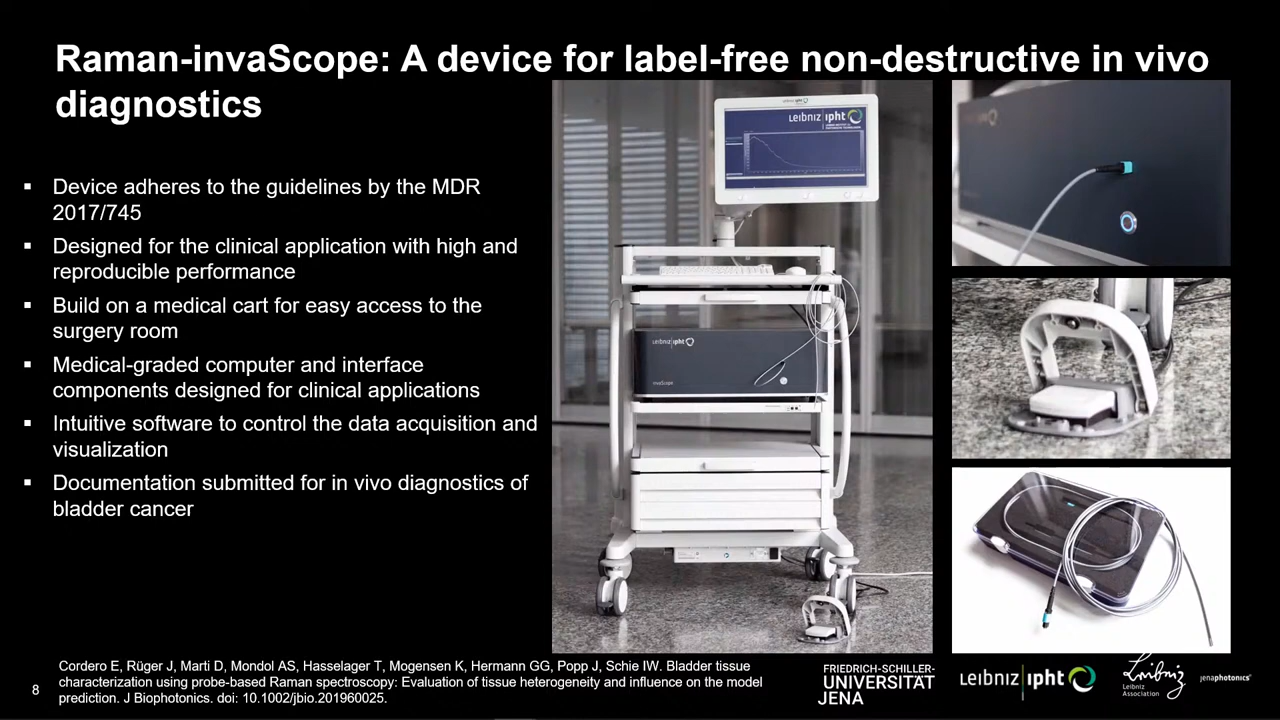 Raman-invaScope: A device for label-free non-destructive in vivo
diagnostics
▪ Device adheres to the guidelines by the MDR
2017/745
▪ Designed for the clinical application with high and
reproducible performance
▪ Build on a medical cart for easy access to the
surgery room
▪ Medical-graded computer and interface
components designed for clinical applications
▪ Intuitive software to control the data acquisition and
visualization
▪ Documentation submitted for in vivo diagnostics of
bladder cancer
Leibniz ipht
Leibniz ipht
invaScope
Cordero E, Rüger J, Marti D, Mondol AS, Hasselager T, Mogensen K, Hermann GG, Popp J, Schie IW. Bladder tissue
characterization using probe-based Raman spectroscopy: Evaluation of tissue heterogeneity and influence on the model
prediction. J Biophotonics. doi: 10.1002/jbio.201960025.
8
FRIEDRICH-SCHILLER-
UNIVERSITÄT
JENA
Leibniz ipht
Leibniz
Leibniz
Association
jenaphotonics